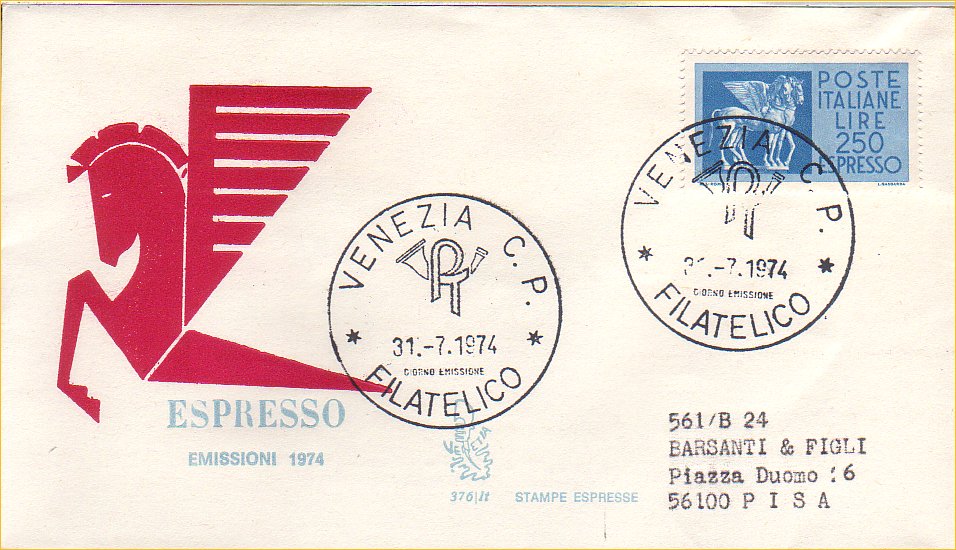 POSTE
ITALIANE
LIRE
250
ESPRESSO
VENEZIA C.P.
31.-7.1974
GIORNO EMISSIONE
FILATELICO
VENEZIA C.P.
31.-7.1974
GIORNO EMISSIONE
FILATELICO
ESPRESSO
EMISSIONI 1974
376/It
STAMPE ESPRESSE
561/B 24
BARSANTI & FIGLI
Piazza Duomo 16
56100 P I S A